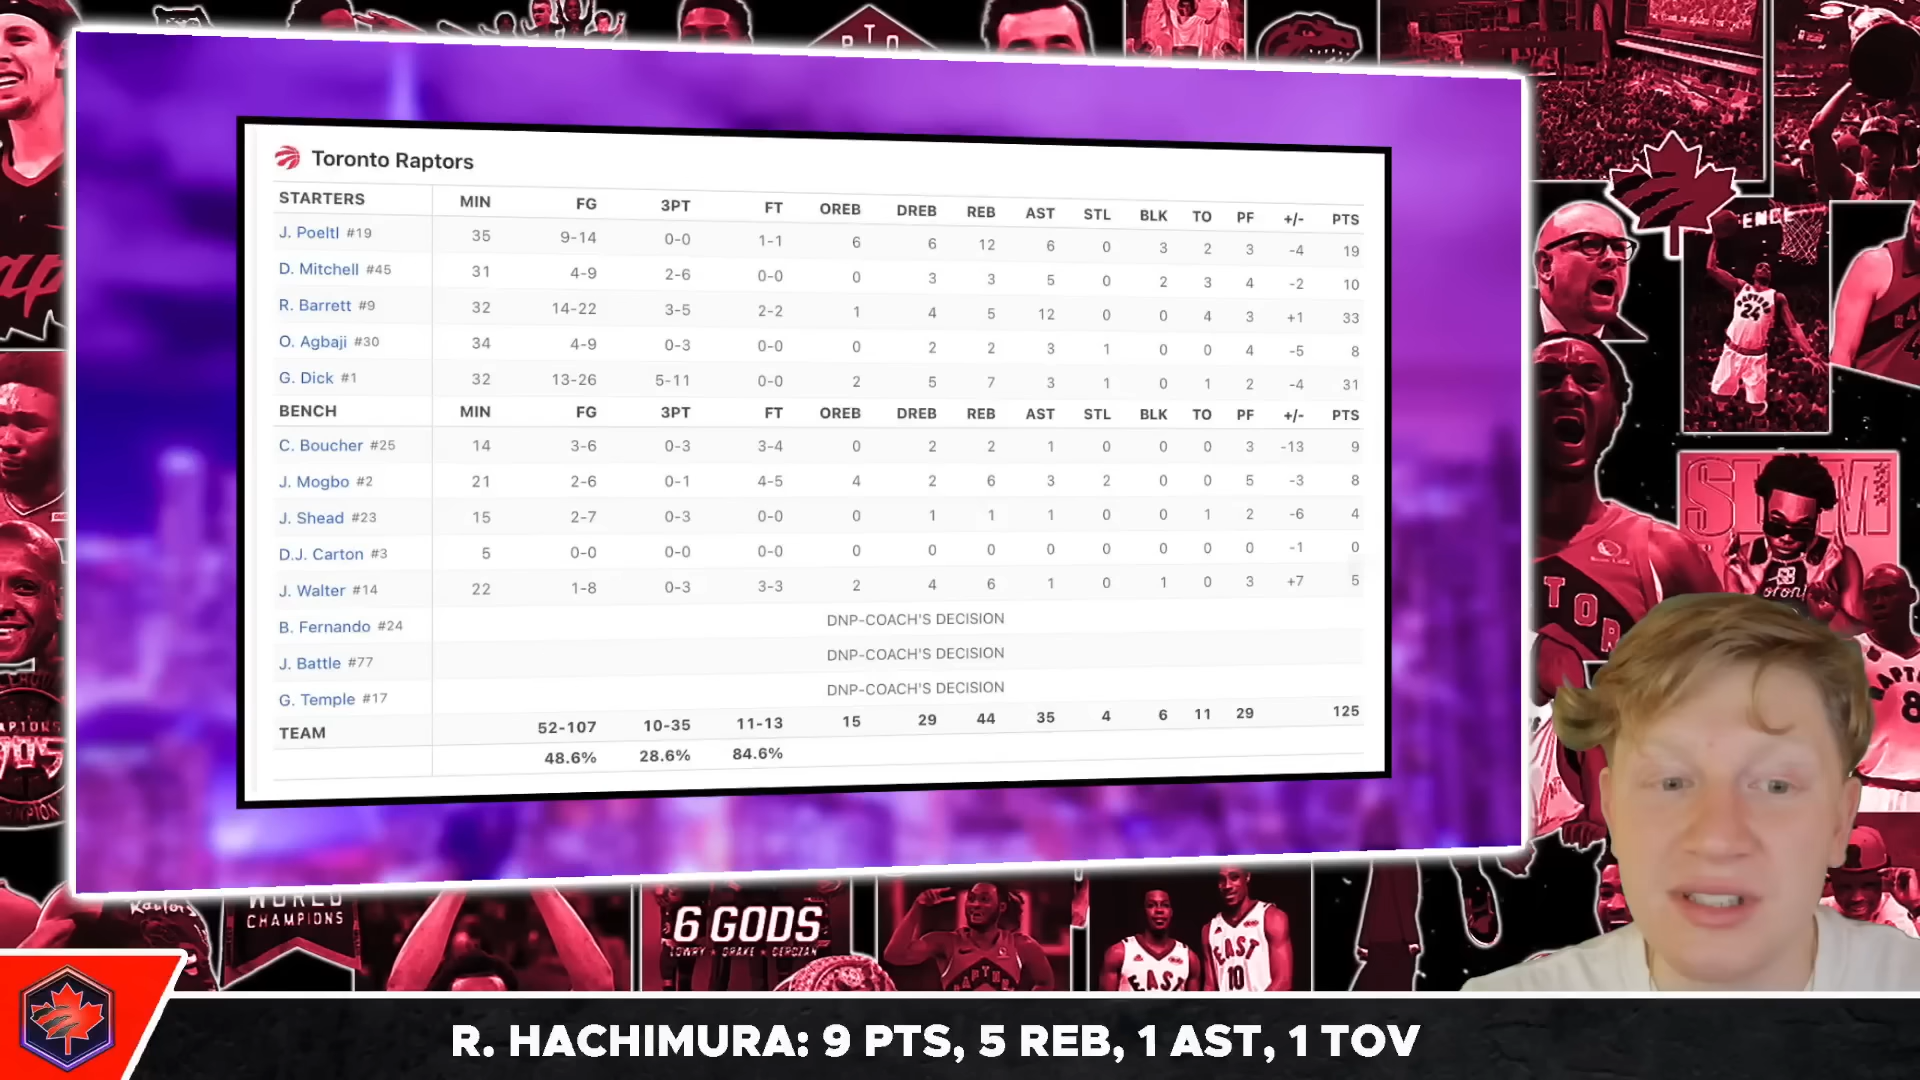 Toronto Raptors
STARTERS MIN FG 3PT FT OREB DREB REB AST STL BLK TO PF +/- PTS
J. Poeltl #19 35 9-14 0-0 1-1 6 6 12 6 0 3 2 3 -4 19
D. Mitchell #45 31 4-9 2-6 0-0 0 3 3 5 0 2 3 4 -2 10
R. Barrett #9 32 14-22 3-5 2-2 1 4 5 12 0 0 4 3 +1 33
O. Agbaji #30 34 4-9 0-3 0-0 0 2 2 3 1 0 0 4 -5 8
G. Dick #1 32 13-26 5-11 0-0 2 5 7 3 1 0 1 2 -4 31
BENCH MIN FG 3PT FT OREB DREB REB AST STL BLK TO PF +/- PTS
C. Boucher #25 14 3-6 0-3 3-4 0 2 2 1 0 0 0 3 -13 9
J. Mogbo #2 21 2-6 0-1 4-5 4 2 6 3 2 0 0 5 -3 8
J. Shead #23 15 2-7 0-3 0-0 0 1 1 1 0 0 1 2 -6 4
D.J. Carton #3 5 0-0 0-0 0-0 0 0 0 0 0 0 0 0 -1 0
J. Walter #14 22 1-8 0-3 3-3 2 4 6 1 0 1 0 3 +7 5
B. Fernando #24 DNP-COACH'S DECISION
J. Battle #77 DNP-COACH'S DECISION
G. Temple #17 DNP-COACH'S DECISION
TEAM 52-107 10-35 11-13 15 29 44 35 4 6 11 29 125
48.6% 28.6% 84.6%
24
SLAM
WORLD
CHAMPIONS
6 GODS
LOWRY DRAKE DEROZAN
EAST
EAST
10
8
R. HACHIMURA: 9 PTS, 5 REB, 1 AST, 1 TOV